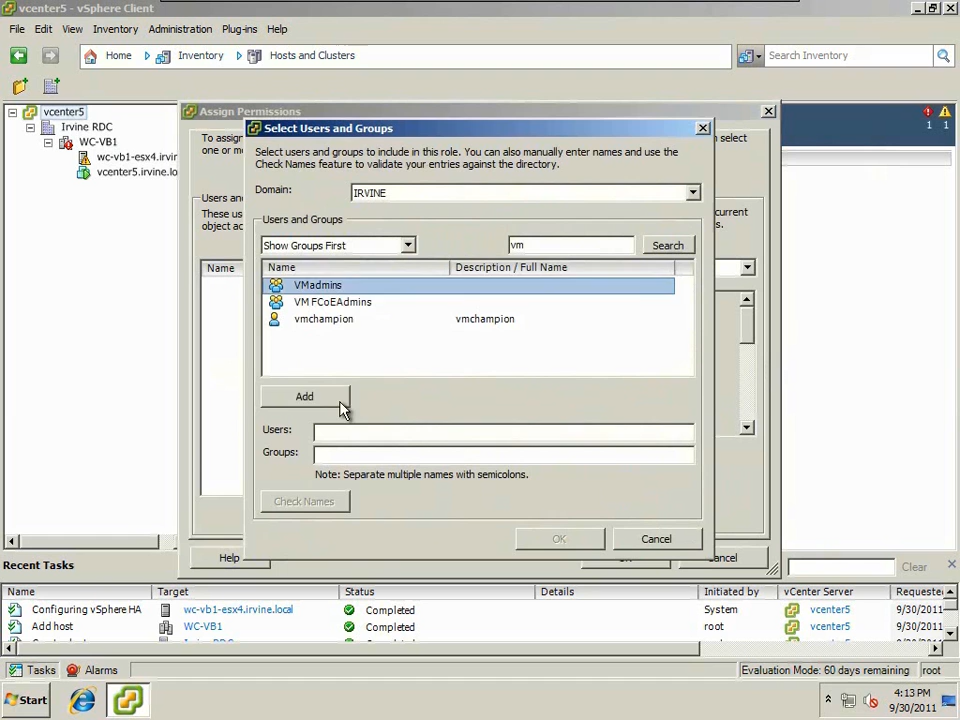 vcenter5 - vSphere Client
File Edit View Inventory Administration Plug-ins Help
Home Inventory Hosts and Clusters Search Inventory
vcenter5
Irvine RDC
WC-VB1
wc-vb1-esx4.irvin
vcenter5.irvine.lo
Assign Permissions
Select Users and Groups
Select users and groups to include in this role. You can also manually enter names and use the
Check Names feature to validate your entries against the directory.
Domain: IRVINE
Users and Groups
Show Groups First vm Search
Name Description / Full Name
VMadmins
VM FCoEAdmins
vmchampion vmchampion
Add
Users:
Groups:
Note: Separate multiple names with semicolons.
Check Names
OK Cancel
To assig
one or m
Users an
These us
object a
Name
select
current
s.
Help
1 1
Recent Tasks Clear
Name Target Status Details Initiated by vCenter Server Requeste
Configuring vSphere HA wc-vb1-esx4.irvine.local Completed System vcenter5 9/30/2011
Add host WC-VB1 Completed root vcenter5 9/30/2011
Tasks Alarms Evaluation Mode: 60 days remaining root
Start 4:13 PM
9/30/2011